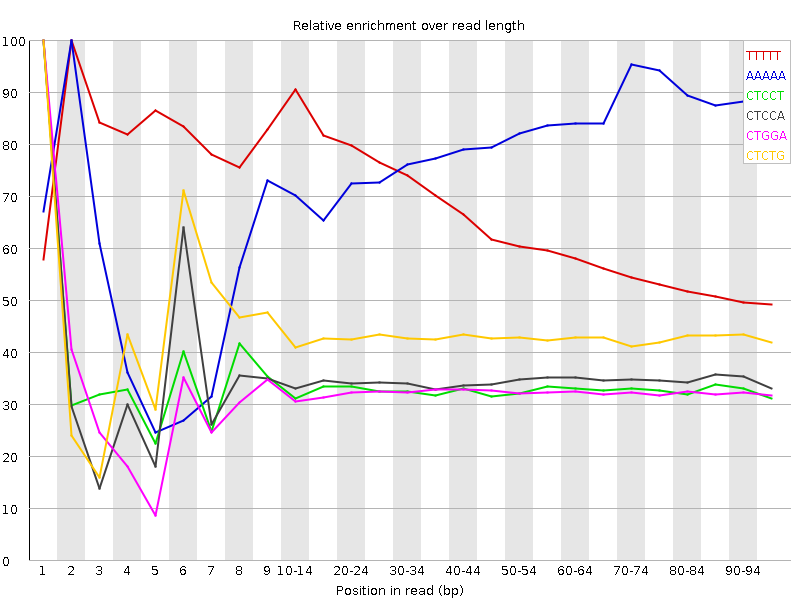 Relative enrichment over read length
100
90
80
70
60
50
40
30
20
10
0
TTTTT
AAAAA
CTCCT
CTCCA
CTGGA
CTCTG
1 2 3 4 5 6 7 8 9 10-14 20-24 30-34 40-44 50-54 60-64 70-74 80-84 90-94
Position in read (bp)